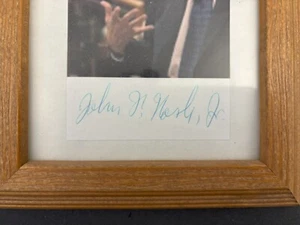 John F. Nash, Jr.